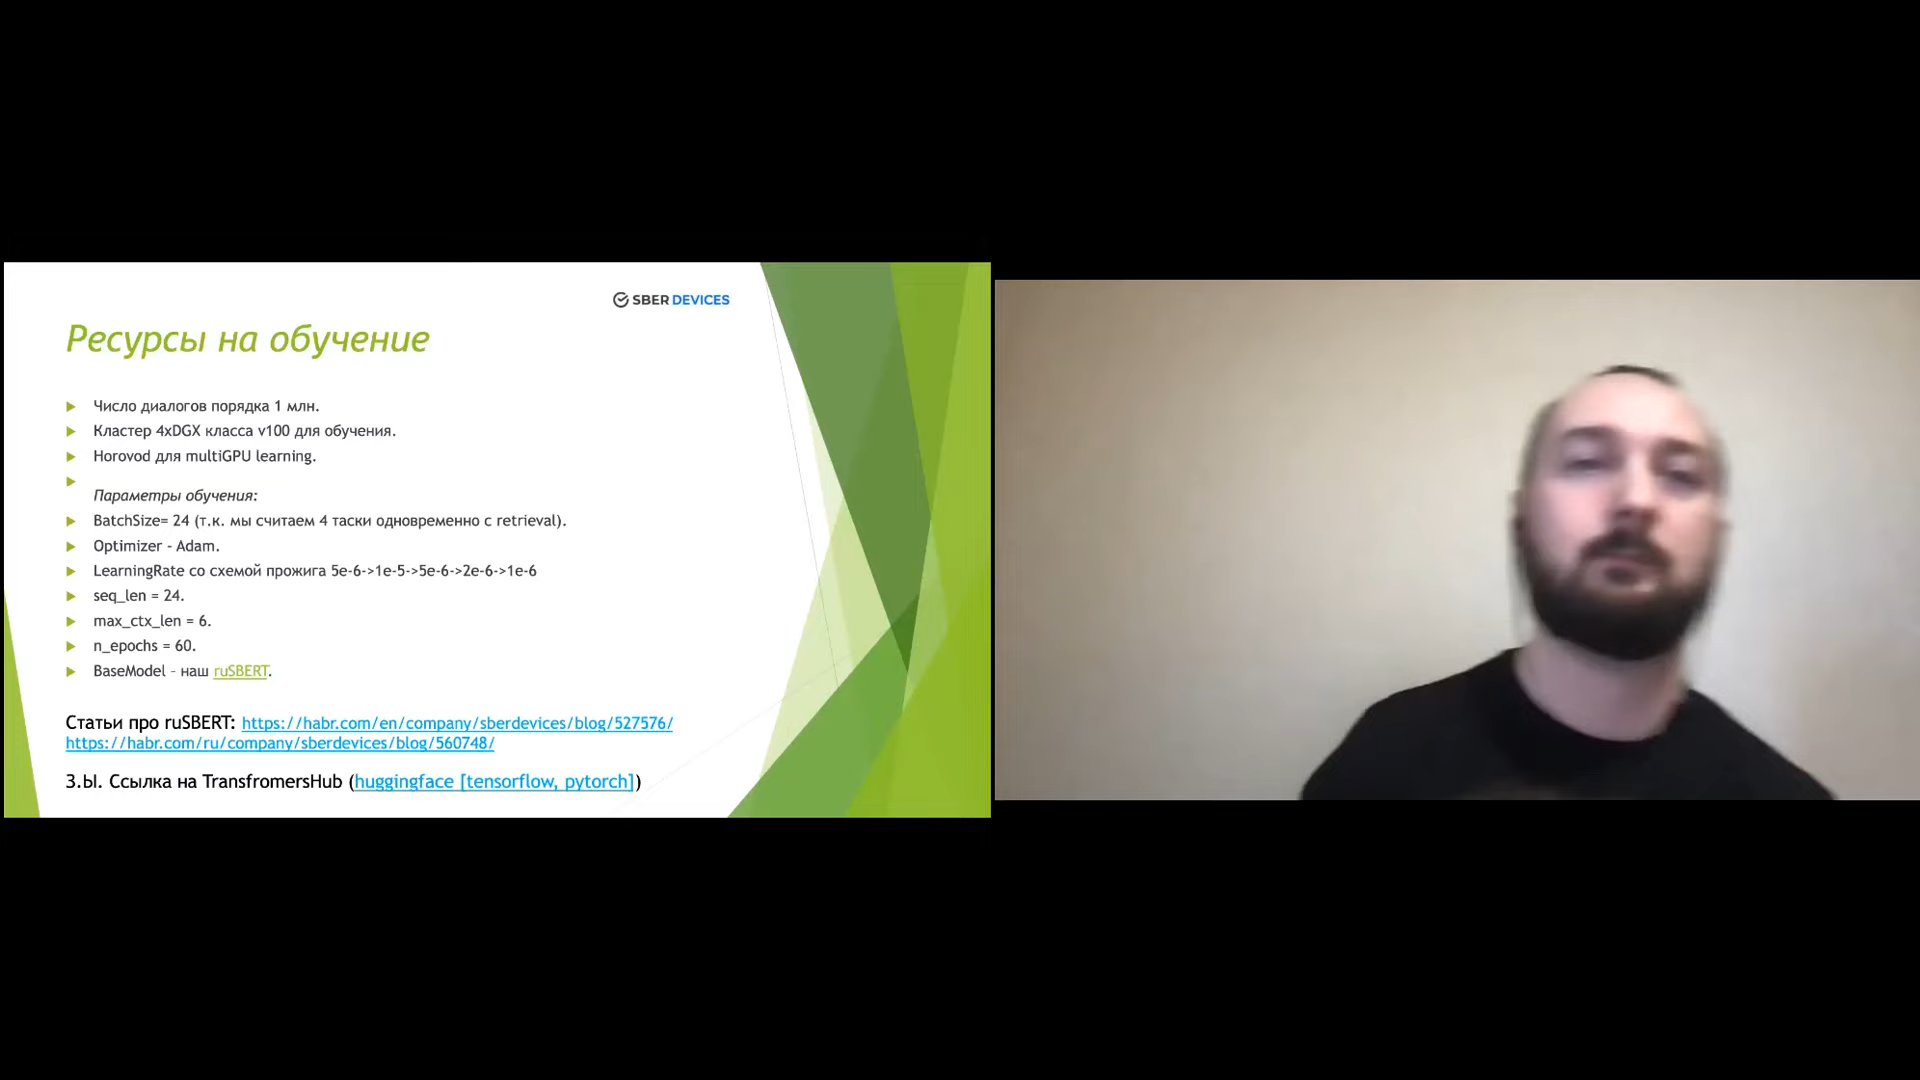 SBER DEVICES
Ресурсы на обучение
Число диалогов порядка 1 млн.
Кластер 4xDGX класса v100 для обучения.
Horovod для multiGPU learning.
Параметры обучения:
BatchSize= 24 (т.к. мы считаем 4 таски одновременно с retrieval).
Optimizer - Adam.
LearningRate со схемой прожига 5e-6->1e-5->5e-6->2e-6->1e-6
seq_len = 24.
max_ctx_len = 6.
n_epochs = 60.
BaseModel – наш ruSBERT.
Статьи про ruSBERT: https://habr.com/en/company/sberdevices/blog/527576/
https://habr.com/ru/company/sberdevices/blog/560748/
З.Ы. Ссылка на TransfromersHub (huggingface [tensorflow, pytorch])